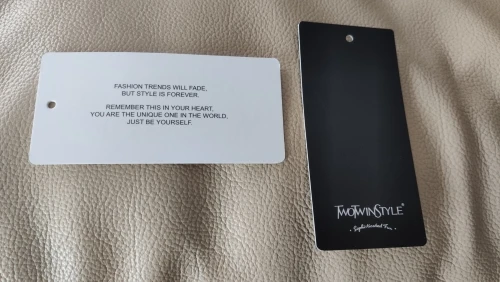 FASHION TRENDS WILL FADE,
BUT STYLE IS FOREVER.
REMEMBER THIS IN YOUR HEART,
YOU ARE THE UNIQUE ONE IN THE WORLD,
JUST BE YOURSELF.
TWOTWINSTYLE®